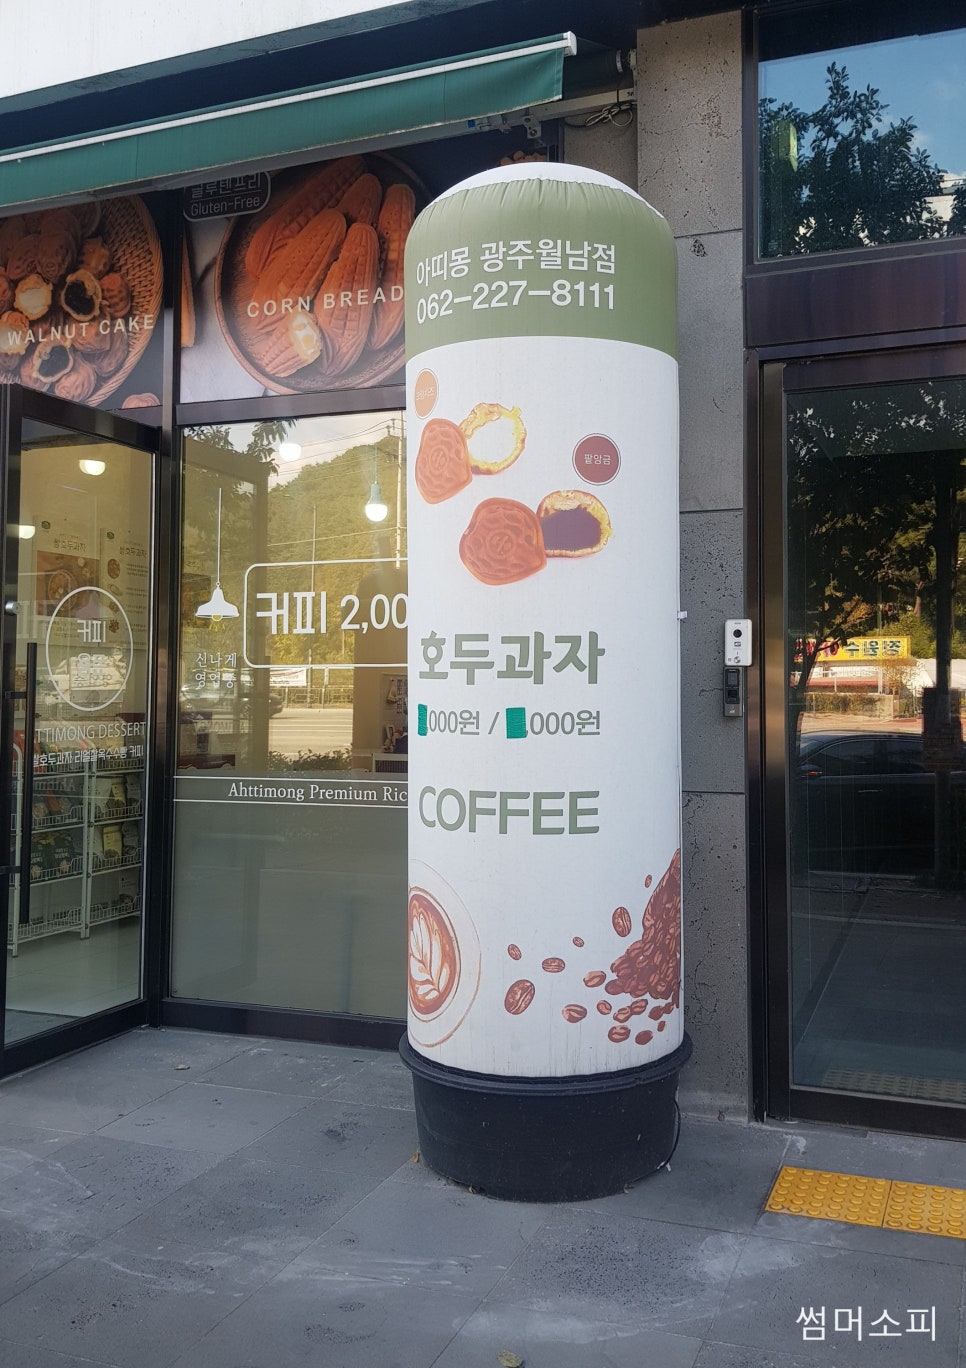 글루텐프리
Gluten-Free
WALNUT CAKE
CORN BREAD
아띠몽 광주월남점
062-227-8111
팥앙금
커피 2,00
커피
신나게
영업중
호두과자
000원 / ,000원
TTIMONG DESSERT
COFFEE
Ahttimong Premium Ric
썸머소피